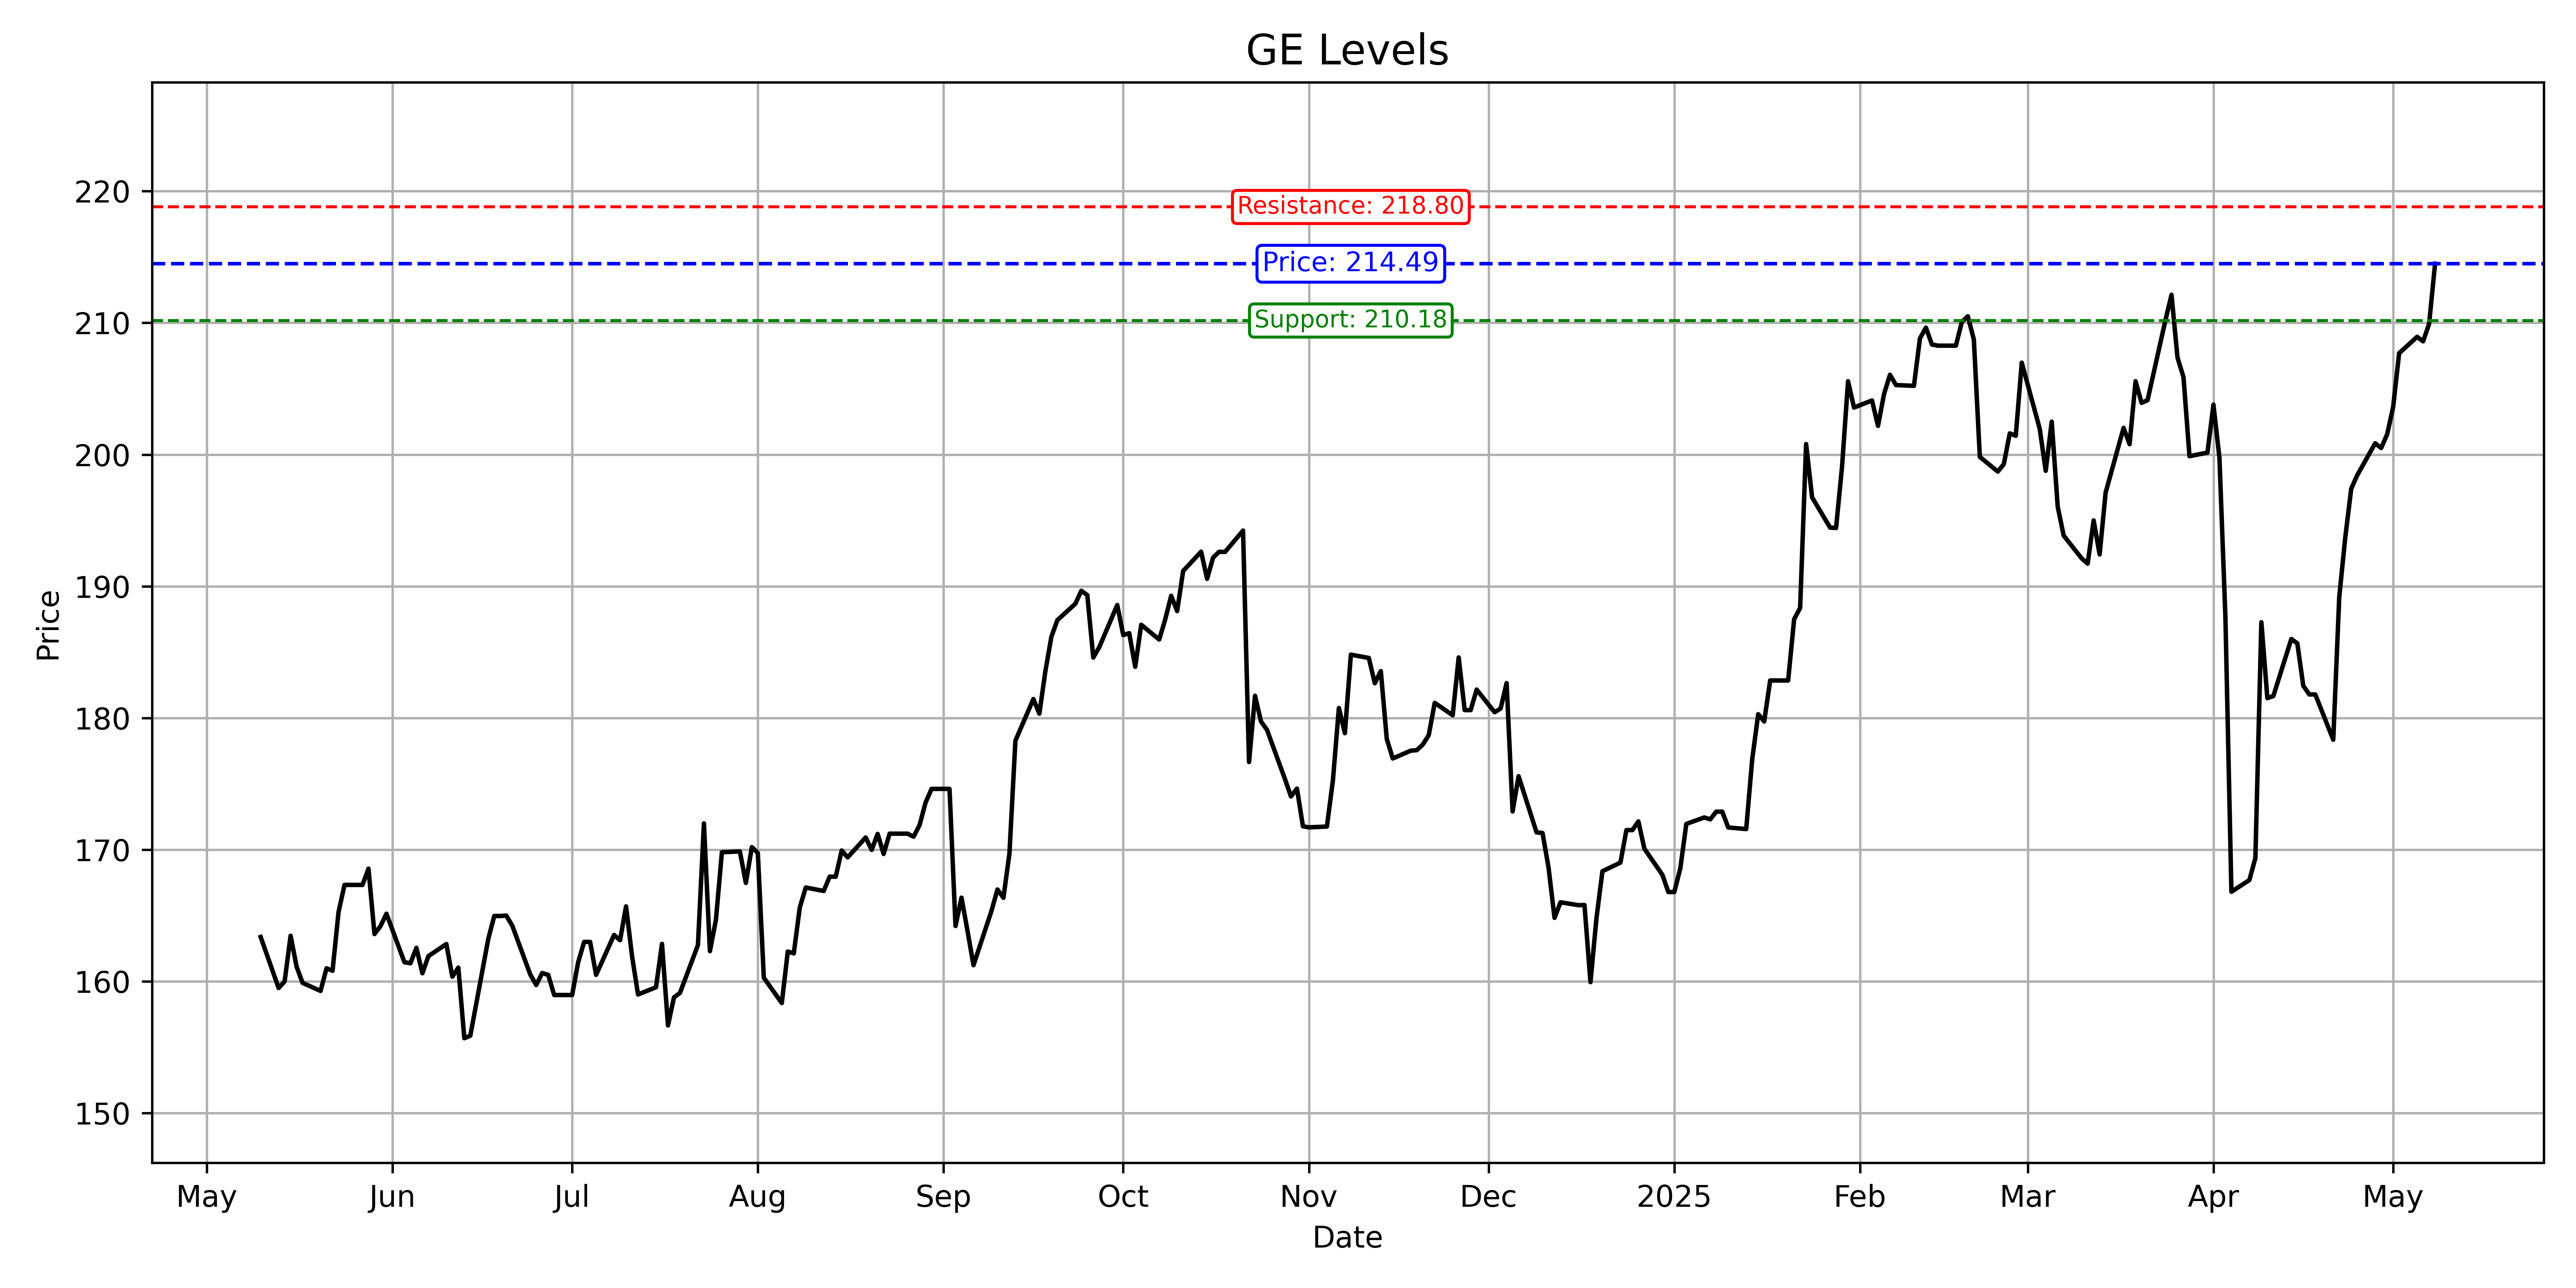 GE Levels
220
210
200
190
180
170
160
150
Price
Resistance: 218.80
Price: 214.49
Support: 210.18
May Jun Jul Aug Sep Oct Nov Dec 2025 Feb Mar Apr May
Date